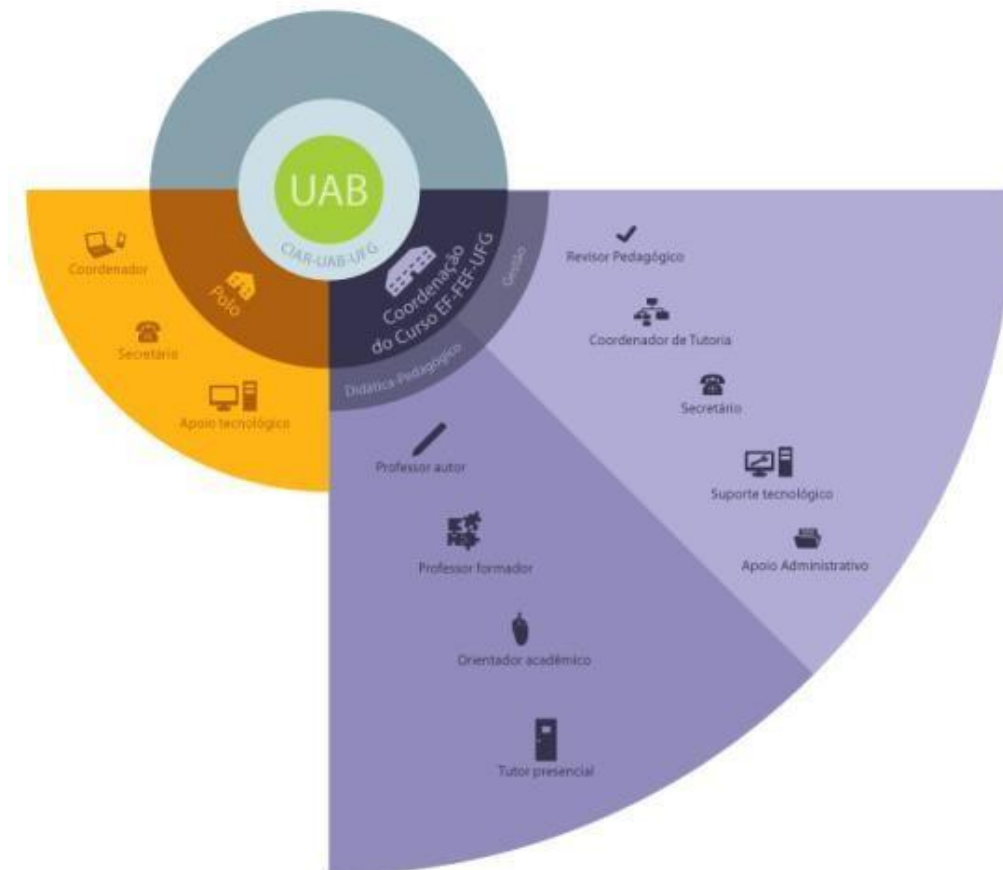 UAB
CIAR-UAB-UFG
Polo
Coordenador
Secretário
Apoio tecnológico
Coordenação
do Curso EF-FEF-UFG
Gestão
Didática-Pedagógico
Revisor Pedagógico
Coordenador de Tutoria
Secretário
Suporte tecnológico
Apoio Administrativo
Professor autor
Professor formador
Orientador acadêmico
Tutor presencial